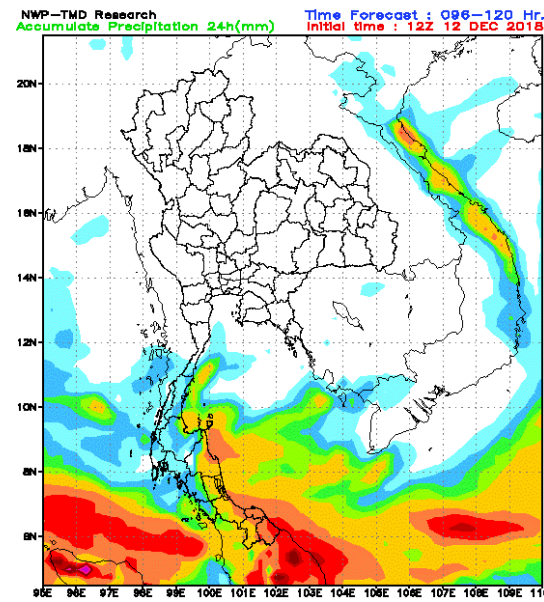 NWP-TMD Research Time Forecast : 096-120 Hr.
Accumulate Precipitation 24h(mm) Initial time : 12Z 12 DEC 2018
20N
18N
16N
14N
12N
10N
8N
6N
95E 96E 97E 98E 99E 100E 101E 102E 103E 104E 105E 106E 107E 108E 109E 110